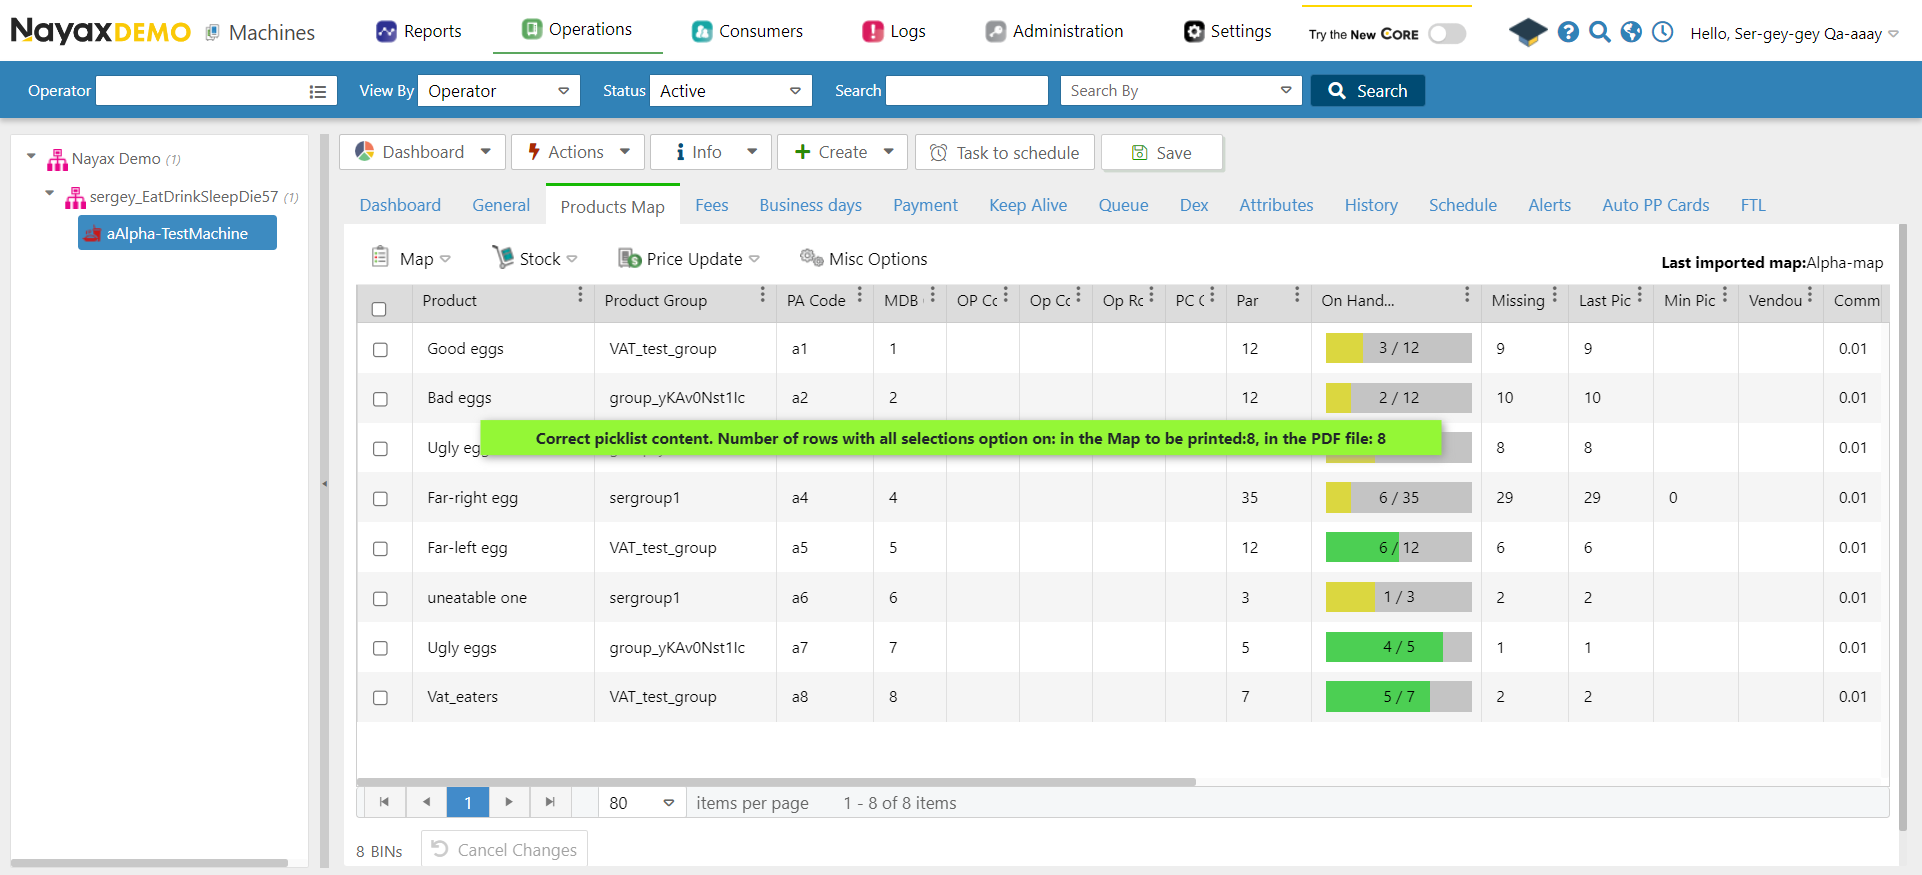 NayaxDEMO Machines Reports Operations Consumers Logs Administration Settings Try the New CORE Hello, Ser-gey-gey Qa-aaay
Operator View By Operator Status Active Search Search By Search
Nayax Demo (1)
sergey_EatDrinkSleepDie57 (1)
aAlpha-TestMachine
Dashboard Actions Info Create Task to schedule Save
Dashboard General Products Map Fees Business days Payment Keep Alive Queue Dex Attributes History Schedule Alerts Auto PP Cards FTL
Map Stock Price Update Misc Options
Last imported map:Alpha-map
Product Product Group PA Code MDB OP Cc Op Cc Op Rc PC C Par On Hand... Missing Last Pic Min Pic Vendou Comm
Good eggs VAT_test_group a1 1 12 3 / 12 9 9 0.01
Bad eggs group_yKAv0Nst1Ic a2 2 12 2 / 12 10 10 0.01
Correct picklist content. Number of rows with all selections option on: in the Map to be printed:8, in the PDF file: 8
Ugly 8 8 0.01
Far-right egg sergroup1 a4 4 35 6 / 35 29 29 0 0.01
Far-left egg VAT_test_group a5 5 12 6 / 12 6 6 0.01
uneatable one sergroup1 a6 6 3 1 / 3 2 2 0.01
Ugly eggs group_yKAv0Nst1Ic a7 7 5 4 / 5 1 1 0.01
Vat_eaters VAT_test_group a8 8 7 5 / 7 2 2 0.01
1 80 items per page 1 - 8 of 8 items
8 BINs Cancel Changes